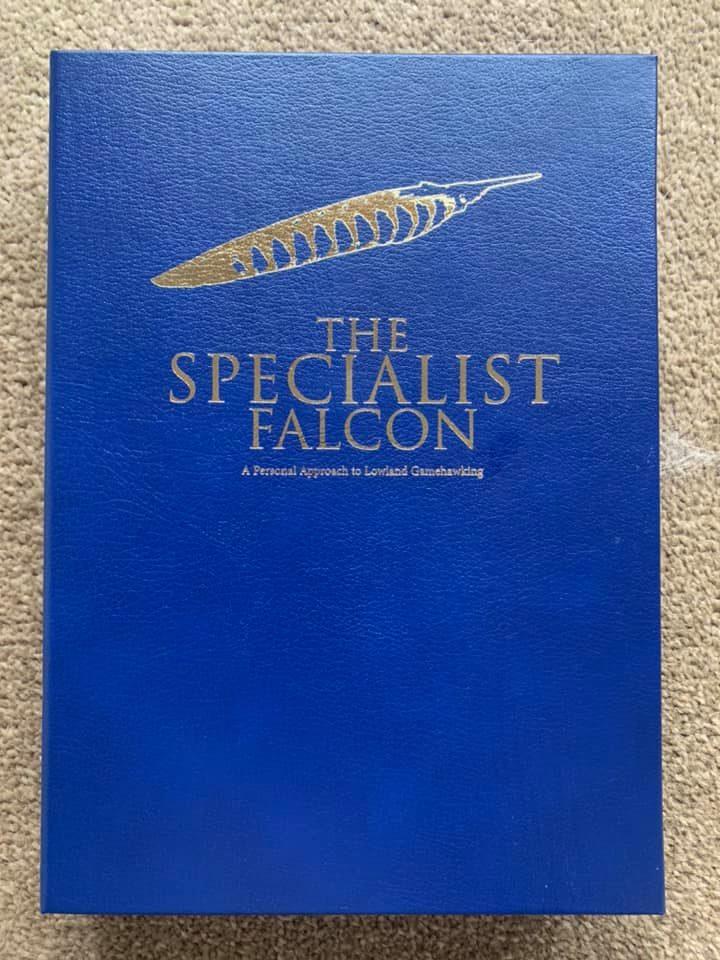 THE
SPECIALIST
FALCON
A Personal Approach to Lowland Gamehawking